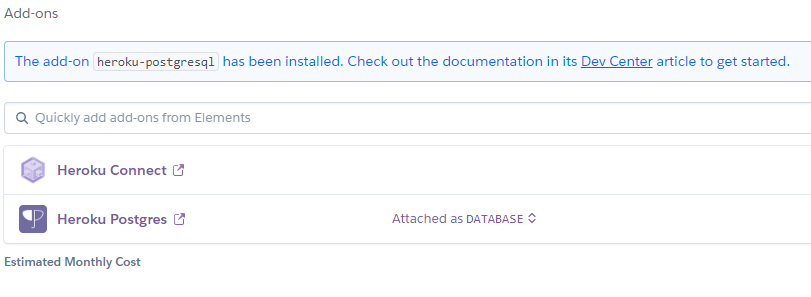 Add-ons
The add-on heroku-postgresql has been installed. Check out the documentation in its Dev Center article to get started.
Quickly add add-ons from Elements
Heroku Connect
Heroku Postgres Attached as DATABASE
Estimated Monthly Cost